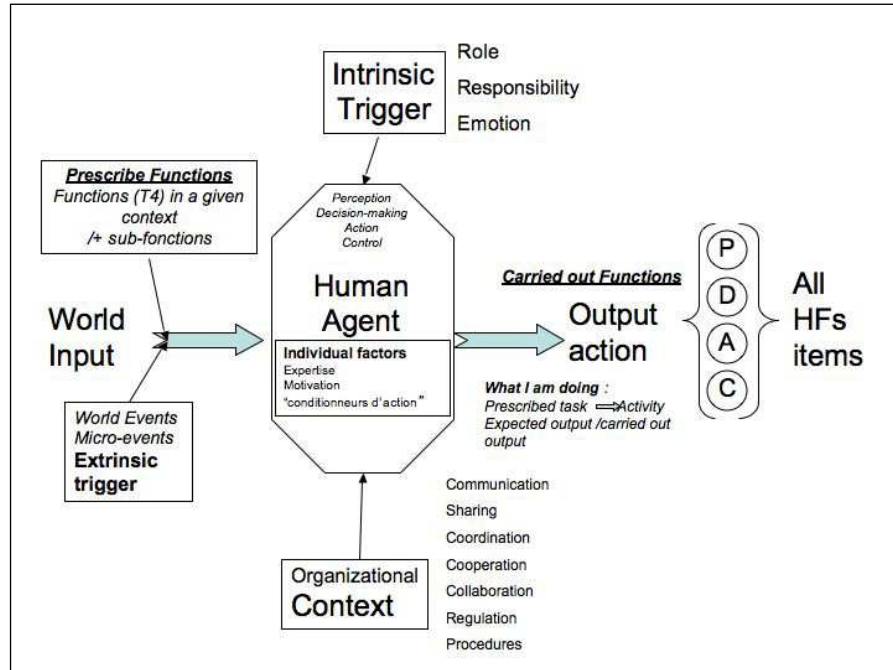 Intrinsic
Trigger
Role
Responsibility
Emotion
Prescribe Functions
Functions (T4) in a given
context
/+ sub-fonctions
Perception
Decision-making
Action
Control
Human
Agent
Individual factors
Expertise
Motivation
"conditionneurs d'action"
World
Input
World Events
Micro-events
Extrinsic
trigger
Carried out Functions
Output
action
What I am doing :
Prescribed task ⇒Activity
Expected output /carried out
output
P
D
A
C
All
HFs
items
Organizational
Context
Communication
Sharing
Coordination
Cooperation
Collaboration
Regulation
Procedures